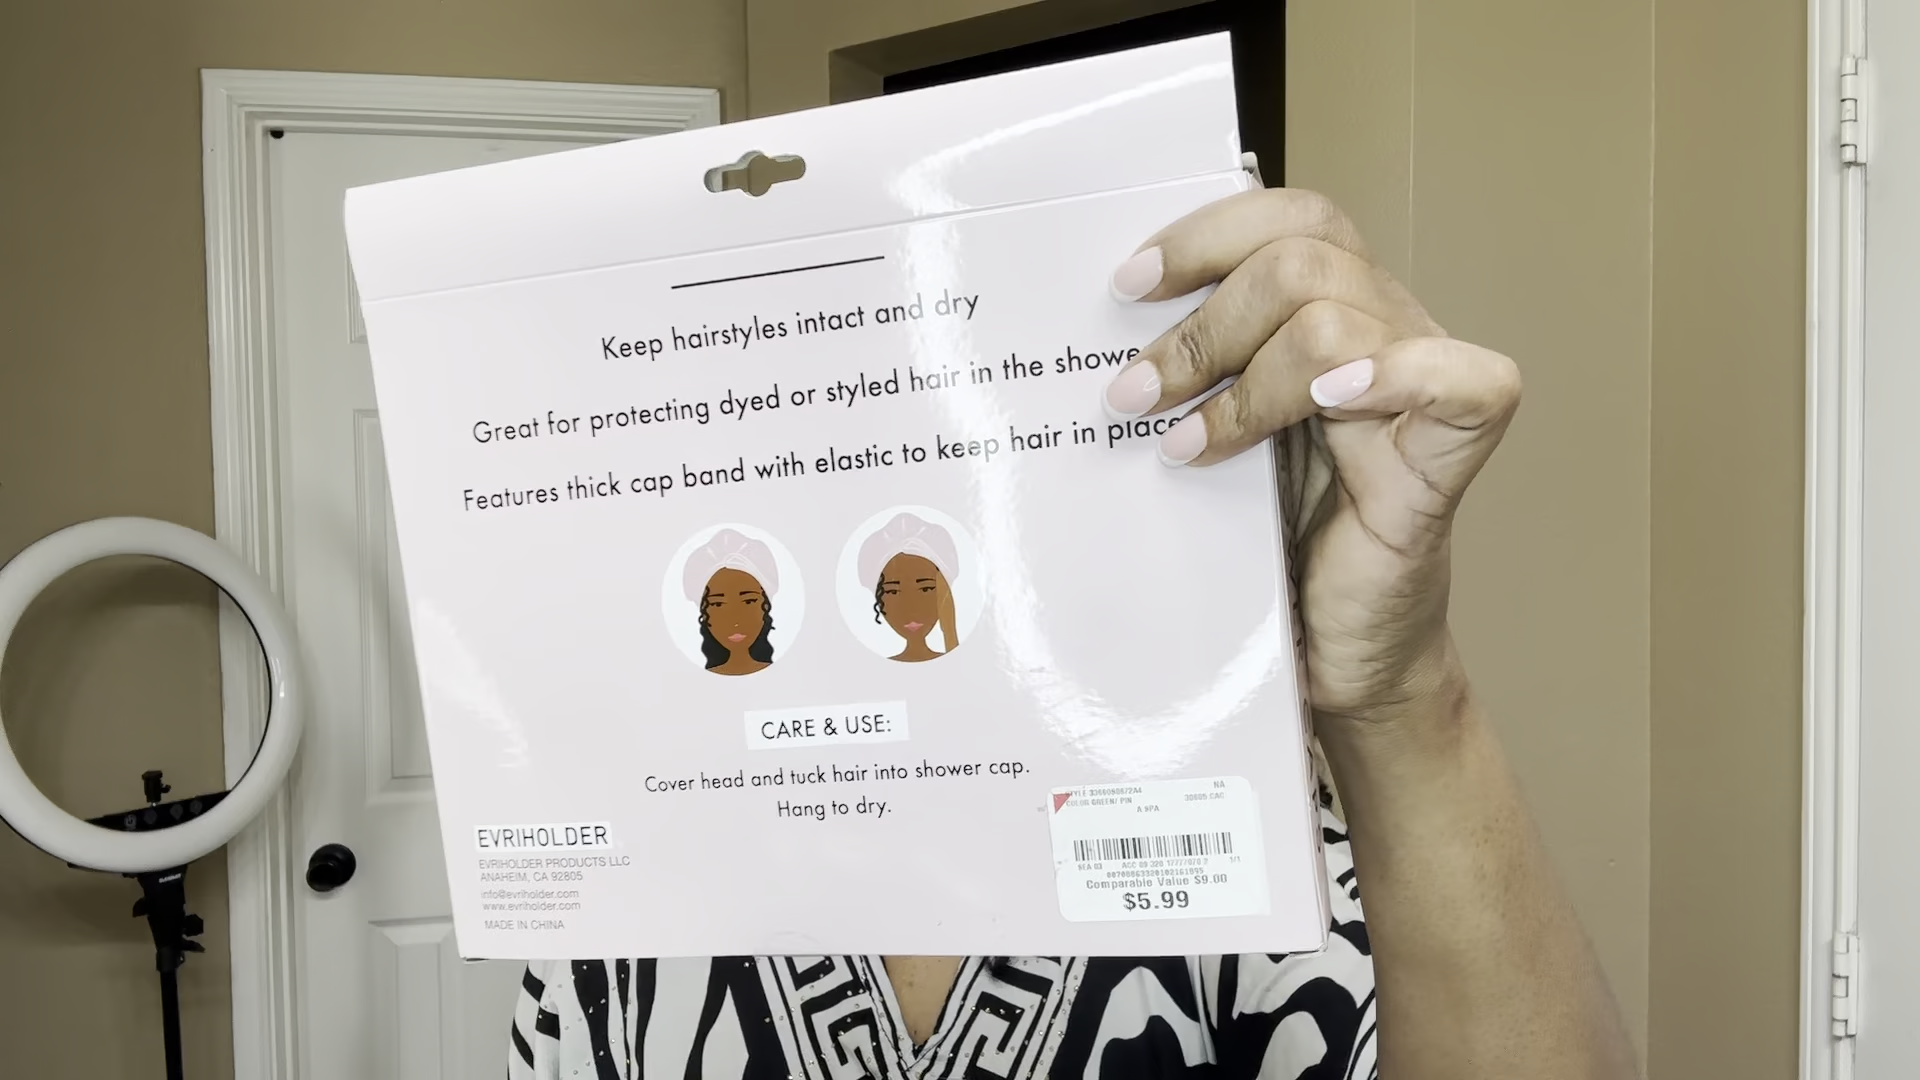 Keep hairstyles intact and dry
Great for protecting dyed or styled hair in the showe
Features thick cap band with elastic to keep hair in place
CARE & USE:
Cover head and tuck hair into shower cap.
Hang to dry.
EVRIHOLDER
EVRIHOLDER PRODUCTS LLC
ANAHEIM, CA 92805
info@evriholder.com
www.evriholder.com
MADE IN CHINA
NA
Comparable Value $9.00
$5.99